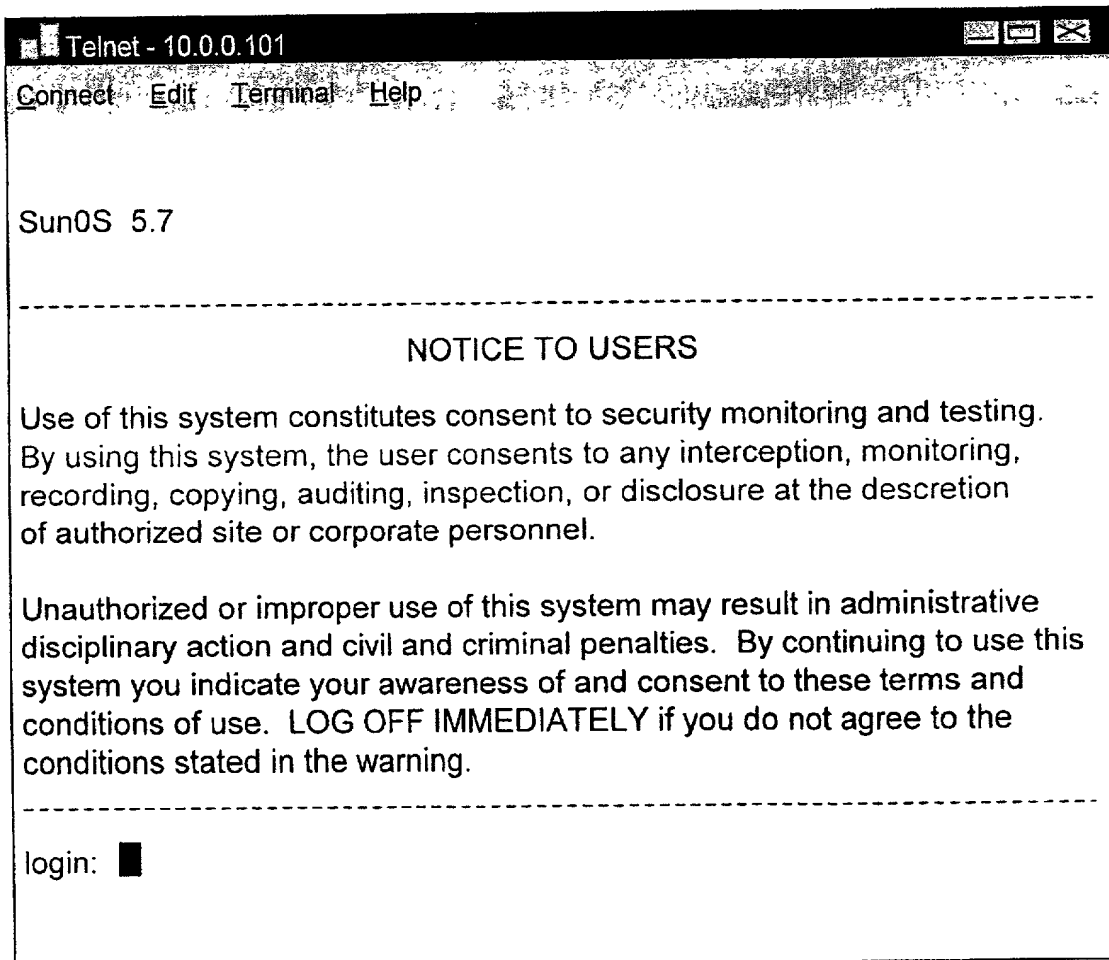 Telnet - 10.0.0.101
Connect Edit Terminal Help
Sun0S 5.7
NOTICE TO USERS
Use of this system constitutes consent to security monitoring and testing.
By using this system, the user consents to any interception, monitoring,
recording, copying, auditing, inspection, or disclosure at the descretion
of authorized site or corporate personnel.
Unauthorized or improper use of this system may result in administrative
disciplinary action and civil and criminal penalties. By continuing to use this
system you indicate your awareness of and consent to these terms and
conditions of use. LOG OFF IMMEDIATELY if you do not agree to the
conditions stated in the warning.
login: